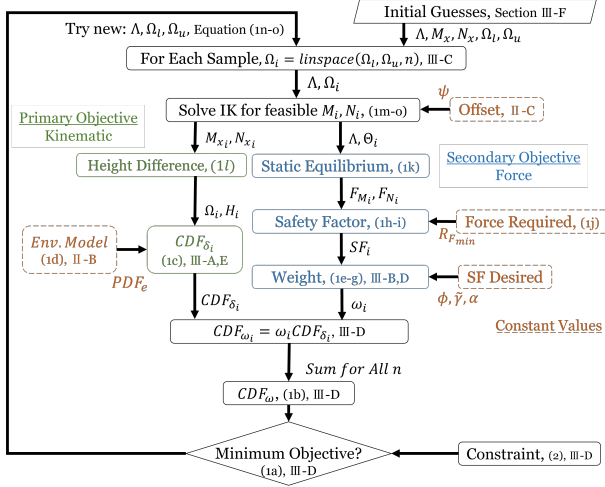 Initial Guesses, Section Ⅲ-F
Try new: Λ, Ω_l, Ω_u, Equation (1n-o)
Λ, M_x, N_x, Ω_l, Ω_u
For Each Sample, Ω_i = linspace(Ω_l, Ω_u, n), Ⅲ-C
Λ, Ω_i
ψ
Solve IK for feasible M_i, N_i, (1m-o)
Offset, Ⅱ-C
Primary Objective
Kinematic
M_{x_i}, N_{x_i}
Λ, Θ_i
Height Difference, (1l)
Static Equilibrium, (1k)
Secondary Objective
Force
F_{M_i}, F_{N_i}
Ω_i, H_i
Safety Factor, (1h-i)
Force Required, (1j)
R_{F_{min}}
Env. Model
(1d), Ⅱ-B
CDF_{δ_i}
(1c), Ⅲ-A,E
SF_i
PDF_e
Weight, (1e-g), Ⅲ-B,D
SF Desired
ϕ, γ̃, α
CDF_{δ_i}
ω_i
CDF_{ω_i} = ω_i CDF_{δ_i}, Ⅲ-D
Constant Values
Sum for All n
CDF_ω, (1b), Ⅲ-D
Minimum Objective?
(1a), Ⅲ-D
Constraint, (2), Ⅲ-D